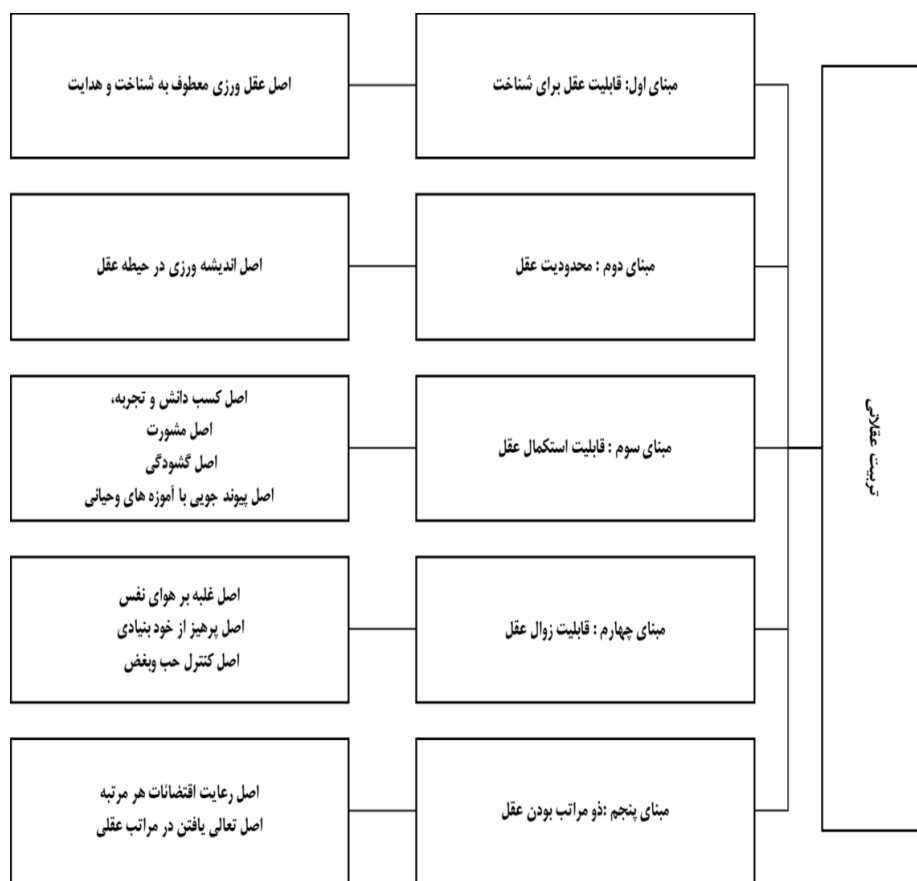 تربیت عقلانی
مبنای اول: قابلیت عقل برای شناخت
اصل عقل ورزی معطوف به شناخت و هدایت
مبنای دوم : محدودیت عقل
اصل اندیشه ورزی در حیطه عقل
مبنای سوم : قابلیت استکمال عقل
اصل کسب دانش و تجربه،
اصل مشورت
اصل گشودگی
اصل پیوند جویی با آموزه های وحیانی
مبنای چهارم : قابلیت زوال عقل
اصل غلبه بر هوای نفس
اصل پرهیز از خود بنیادی
اصل کنترل حب وبغض
مبنای پنجم :ذو مراتب بودن عقل
اصل رعایت اقتضائات هر مرتبه
اصل تعالی یافتن در مراتب عقلی